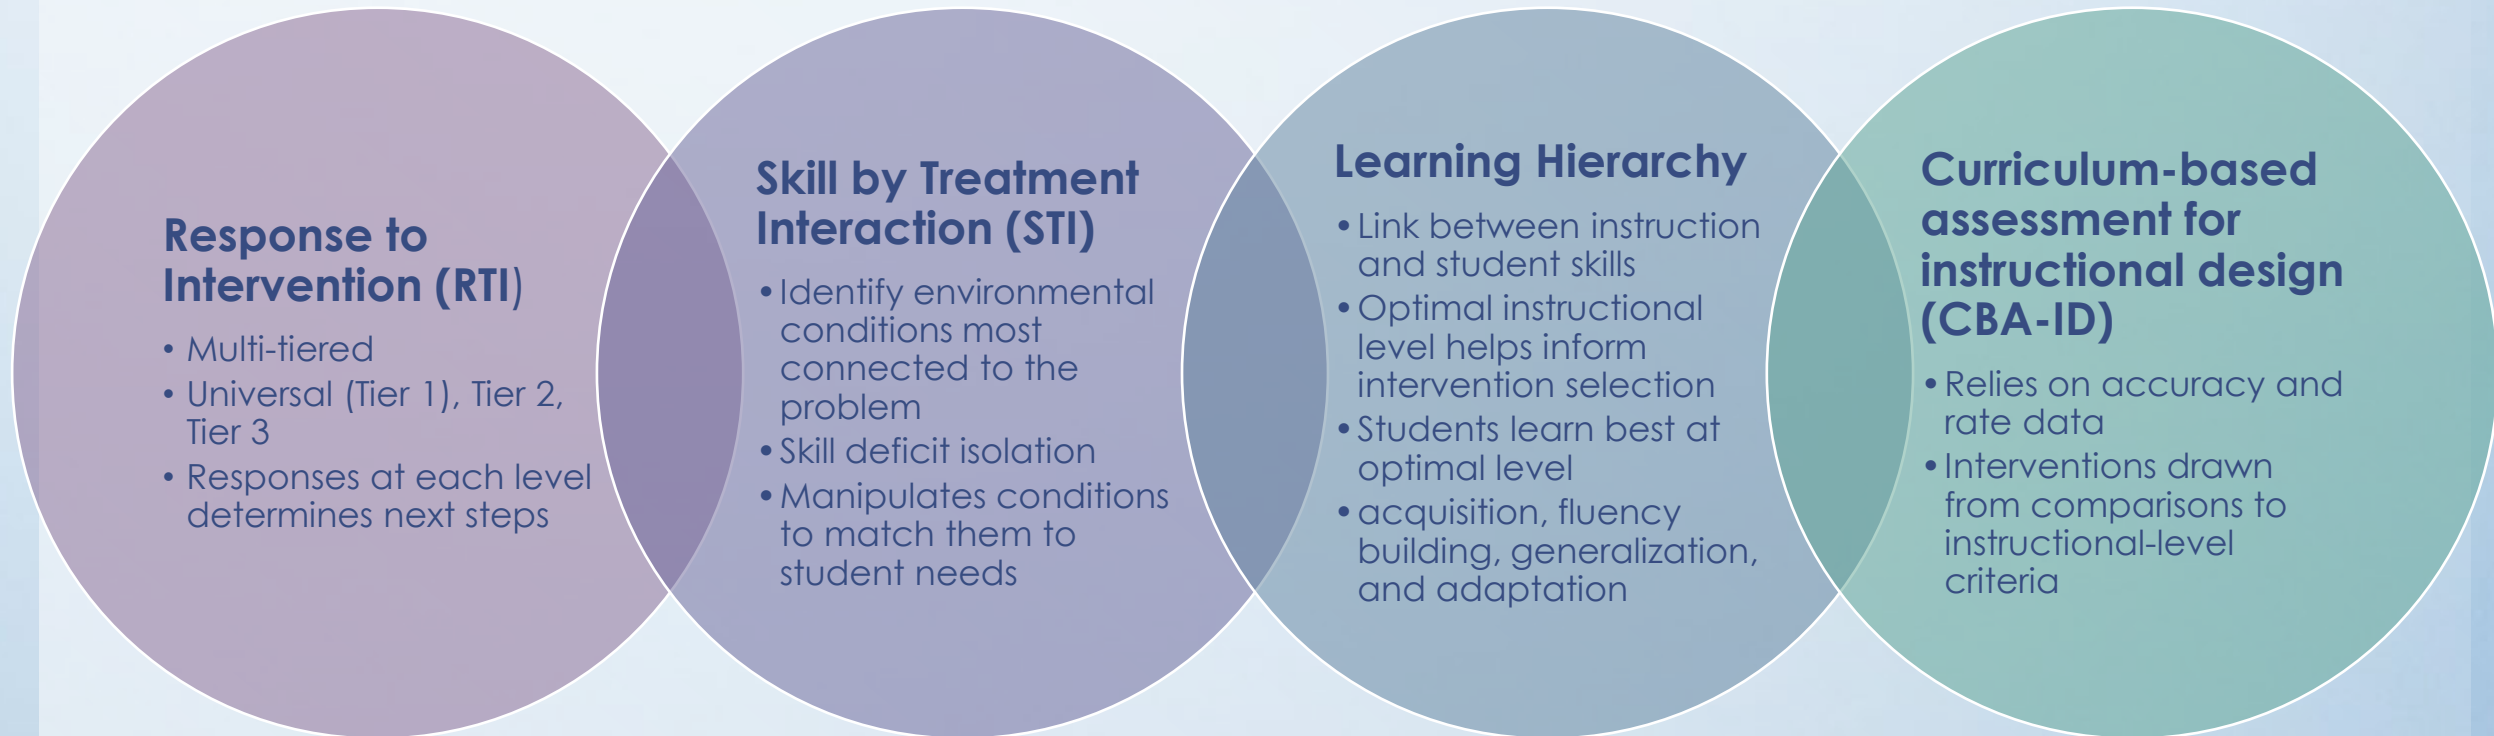 Response to
Intervention (RTI)
• Multi-tiered
• Universal (Tier 1), Tier 2,
Tier 3
• Responses at each level
determines next steps
Skill by Treatment
Interaction (STI)
• Identify environmental
conditions most
connected to the
problem
• Skill deficit isolation
• Manipulates conditions
to match them to
student needs
Learning Hierarchy
• Link between instruction
and student skills
• Optimal instructional
level helps inform
intervention selection
• Students learn best at
optimal level
• acquisition, fluency
building, generalization,
and adaptation
Curriculum-based
assessment for
instructional design
(CBA-ID)
• Relies on accuracy and
rate data
• Interventions drawn
from comparisons to
instructional-level
criteria